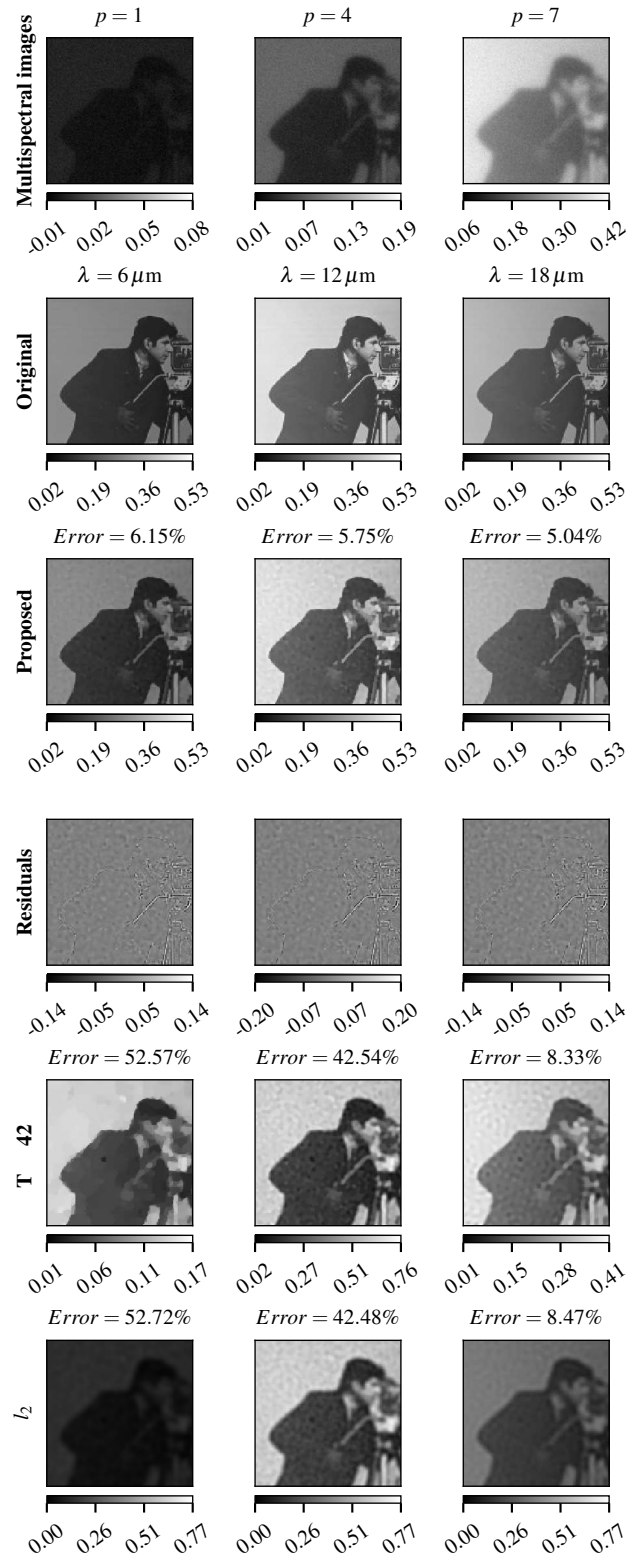 p = 1 p = 4 p = 7
Multispectral images
-0.01 0.02 0.05 0.08 0.01 0.07 0.13 0.19 0.06 0.18 0.30 0.42
λ = 6 μm λ = 12 μm λ = 18 μm
Original
0.02 0.19 0.36 0.53 0.02 0.19 0.36 0.53 0.02 0.19 0.36 0.53
Error = 6.15% Error = 5.75% Error = 5.04%
Proposed
0.02 0.19 0.36 0.53 0.02 0.19 0.36 0.53 0.02 0.19 0.36 0.53
Residuals
-0.14 -0.05 0.05 0.14 -0.20 -0.07 0.07 0.20 -0.14 -0.05 0.05 0.14
Error = 52.57% Error = 42.54% Error = 8.33%
T 42
0.01 0.06 0.11 0.17 0.02 0.27 0.51 0.76 0.01 0.15 0.28 0.41
Error = 52.72% Error = 42.48% Error = 8.47%
l₂
0.00 0.26 0.51 0.77 0.00 0.26 0.51 0.77 0.00 0.26 0.51 0.77